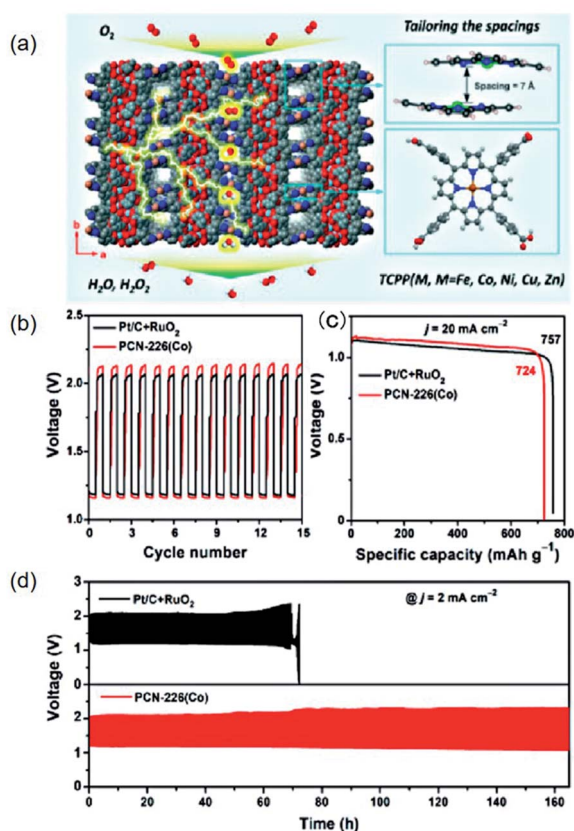 (a)
O₂
Tailoring the spacings
Spacing = 7 Å
b
a
H₂O, H₂O₂
TCPP(M, M=Fe, Co, Ni, Cu, Zn)
(b)
Pt/C+RuO₂
PCN-226(Co)
2.5
2.0
1.5
1.0
Voltage (V)
0 3 6 9 12 15
Cycle number
(c)
j = 20 mA cm⁻²
757
724
Pt/C+RuO₂
PCN-226(Co)
1.0
0.5
0
Voltage (V)
0 200 400 600 800
Specific capacity (mAh g⁻¹)
(d)
Pt/C+RuO₂
@ j = 2 mA cm⁻²
3
2
1
0
PCN-226(Co)
2
1
0
Voltage (V)
0 20 40 60 80 100 120 140 160
Time (h)